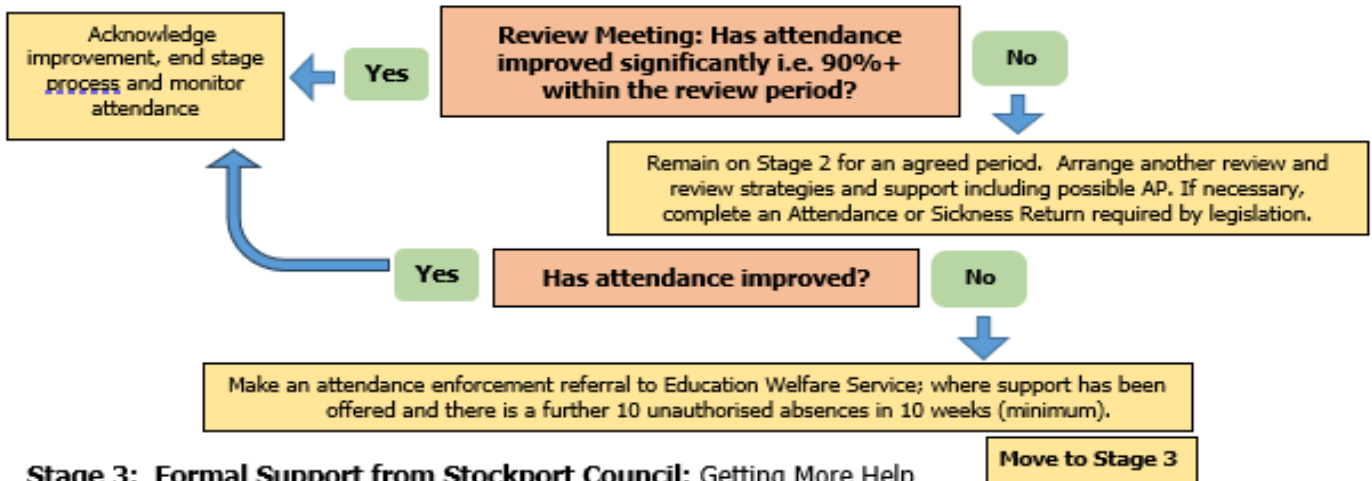 Acknowledge
improvement, end stage
process and monitor
attendance
Yes
Review Meeting: Has attendance
improved significantly i.e. 90%+
within the review period?
No
Remain on Stage 2 for an agreed period. Arrange another review and
review strategies and support including possible AP. If necessary,
complete an Attendance or Sickness Return required by legislation.
Yes
Has attendance improved?
No
Make an attendance enforcement referral to Education Welfare Service; where support has been
offered and there is a further 10 unauthorised absences in 10 weeks (minimum).
Move to Stage 3
Stage 3: Formal Support from Stockport Council: Getting More Help